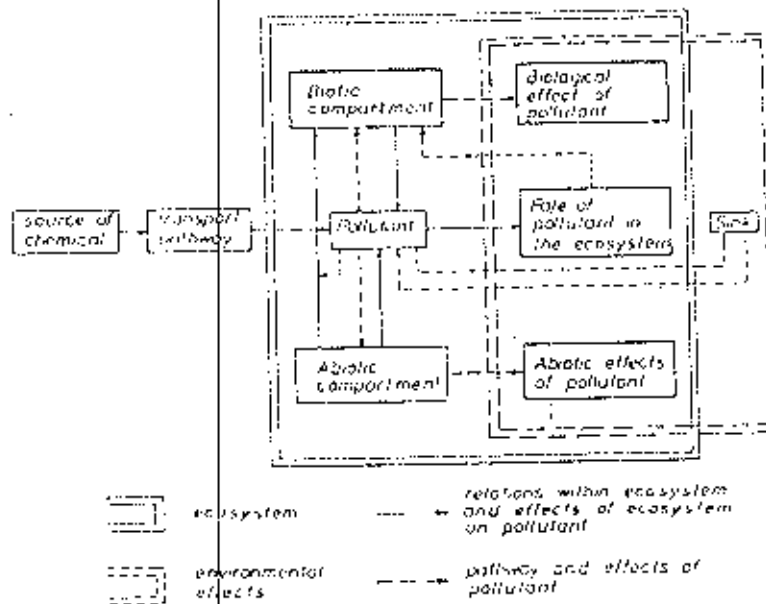 Biotic
compartment
Biological
effect of
pollutant
source of
chemical
transport
pathway
Pollutant
Fate of
pollutant in
the ecosystem
Sink
Abiotic
compartment
Abiotic effects
of pollutant
ecosystem
relations within ecosystem
and effects of ecosystem
on pollutant
environmental
effects
pathway and effects of
pollutant